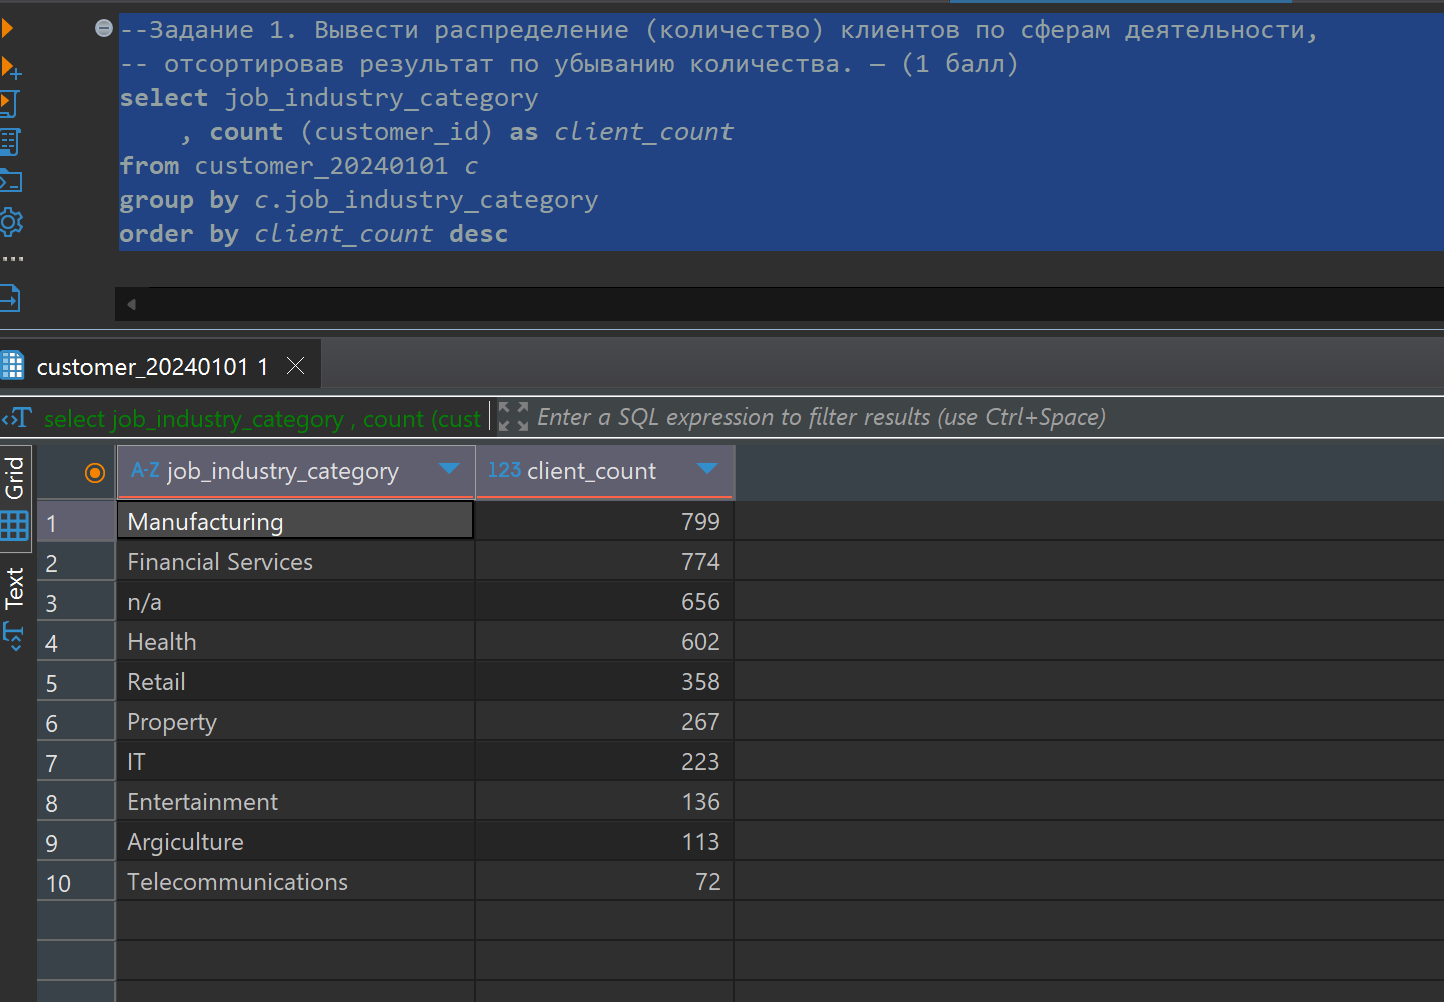 --Задание 1. Вывести распределение (количество) клиентов по сферам деятельности,
-- отсортировав результат по убыванию количества. — (1 балл)
select job_industry_category
, count (customer_id) as client_count
from customer_20240101 c
group by c.job_industry_category
order by client_count desc
customer_20240101 1
select job_industry_category , count (cust
Enter a SQL expression to filter results (use Ctrl+Space)
Grid
Text
A-Z job_industry_category 123 client_count
1 Manufacturing 799
2 Financial Services 774
3 n/a 656
4 Health 602
5 Retail 358
6 Property 267
7 IT 223
8 Entertainment 136
9 Argiculture 113
10 Telecommunications 72